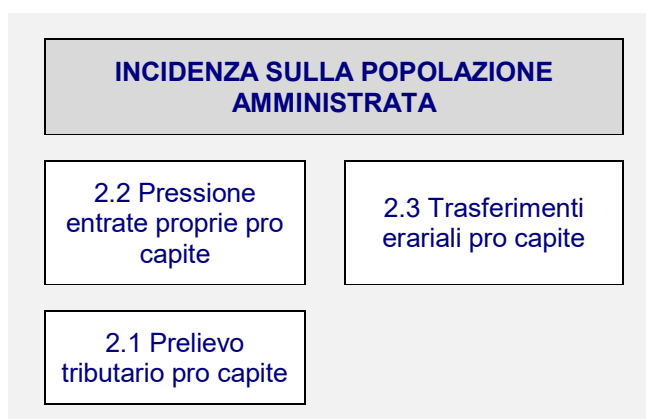 INCIDENZA SULLA POPOLAZIONE
AMMINISTRATA
2.2 Pressione
entrate proprie pro
capite
2.3 Trasferimenti
erariali pro capite
2.1 Prelievo
tributario pro capite